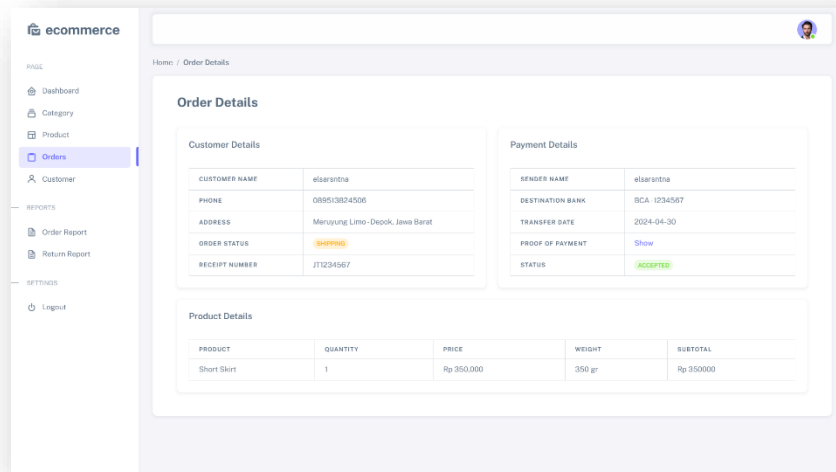 ecommerce
PAGE
Dashboard
Category
Product
Orders
Customer
REPORTS
Order Report
Return Report
SETTINGS
Logout
Home / Order Details
Order Details
Customer Details
CUSTOMER NAME elsarsntna
PHONE 089513824506
ADDRESS Meruyung Limo-Depok, Jawa Barat
ORDER STATUS SHIPPING
RECEIPT NUMBER JT1234567
Payment Details
SENDER NAME elsarsntna
DESTINATION BANK BCA - 1234567
TRANSFER DATE 2024-04-30
PROOF OF PAYMENT Show
STATUS ACCEPTED
Product Details
PRODUCT QUANTITY PRICE WEIGHT SUBTOTAL
Short Skirt 1 Rp 350,000 350 gr Rp 350000